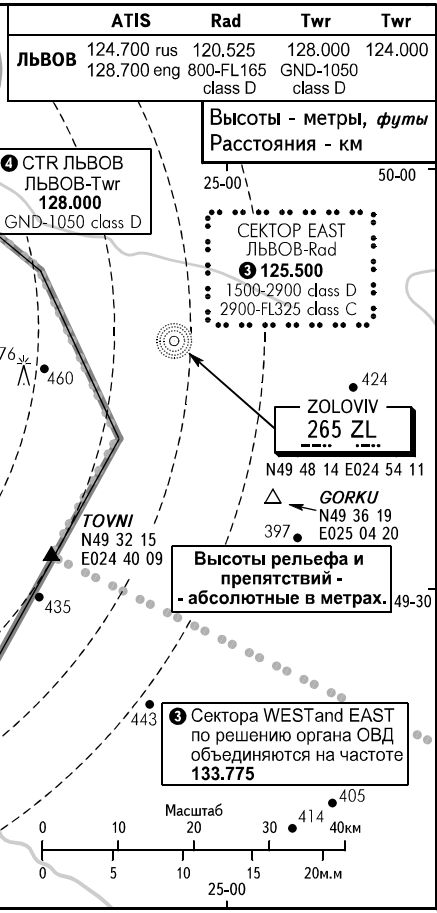 ATIS Rad Twr Twr
ЛЬВОВ 124.700 rus 120.525 128.000 124.000
128.700 eng 800-FL165 GND-1050
class D class D
Высоты - метры, футы
Расстояния - км
25-00 50-00
❹ CTR ЛЬВОВ
ЛЬВОВ-Twr
128.000
GND-1050 class D
СЕКТОР EAST
ЛЬВОВ-Rad
❸ 125.500
1500-2900 class D
2900-FL325 class C
76
460
424
ZOLOVIV
265 ZL
N49 48 14 E024 54 11
GORKU
N49 36 19
E025 04 20
TOVNI
N49 32 15
E024 40 09
397
Высоты рельефа и
препятствий -
- абсолютные в метрах.
49-30
435
443
❸ Сектора WESTand EAST
по решению органа ОВД
объединяются на частоте
133.775
405
414
Масштаб
0 10 20 30 40км
0 5 10 15 20м.м
25-00